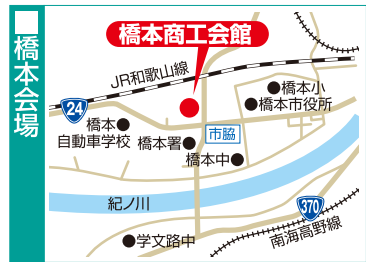 ■橋本会場
橋本商工会館
JR和歌山線
24
橋本小
橋本市役所
橋本
自動車学校
市脇
橋本署
橋本中
紀ノ川
370
南海高野線
学文路中